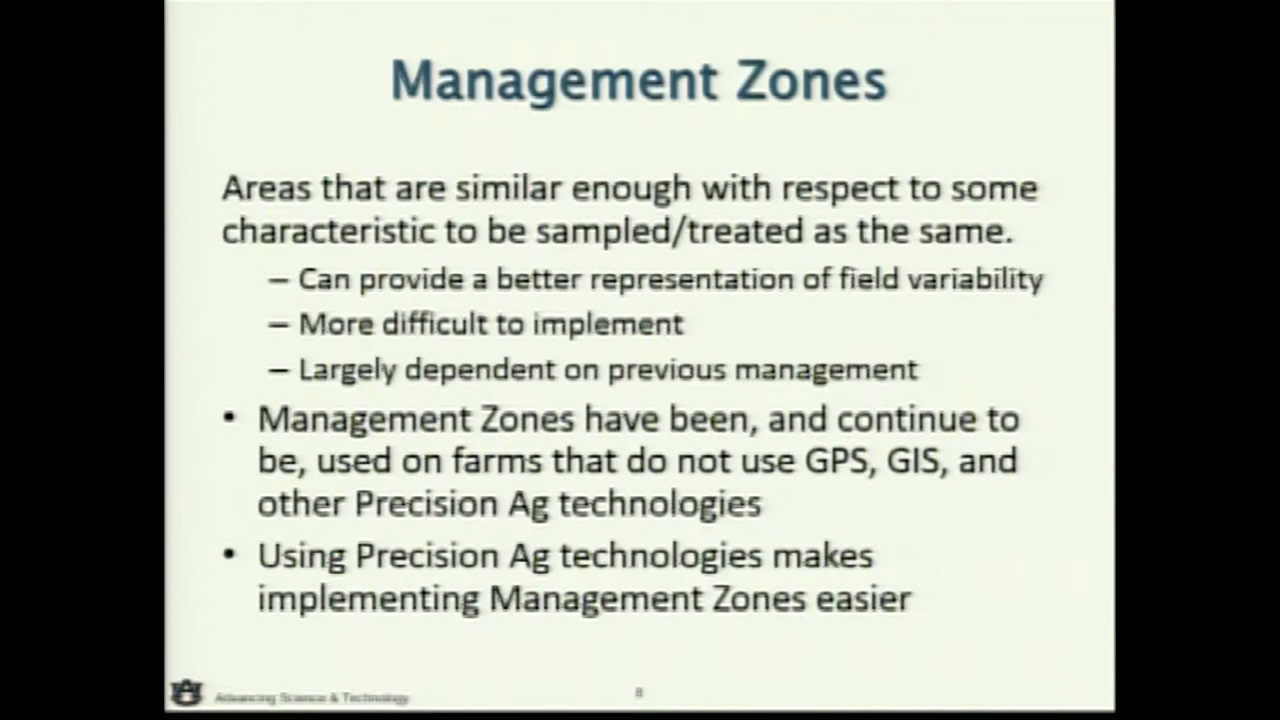 Management Zones
Areas that are similar enough with respect to some
characteristic to be sampled/treated as the same.
– Can provide a better representation of field variability
– More difficult to implement
– Largely dependent on previous management
• Management Zones have been, and continue to
be, used on farms that do not use GPS, GIS, and
other Precision Ag technologies
• Using Precision Ag technologies makes
implementing Management Zones easier
AU Advancing Science & Technology
8